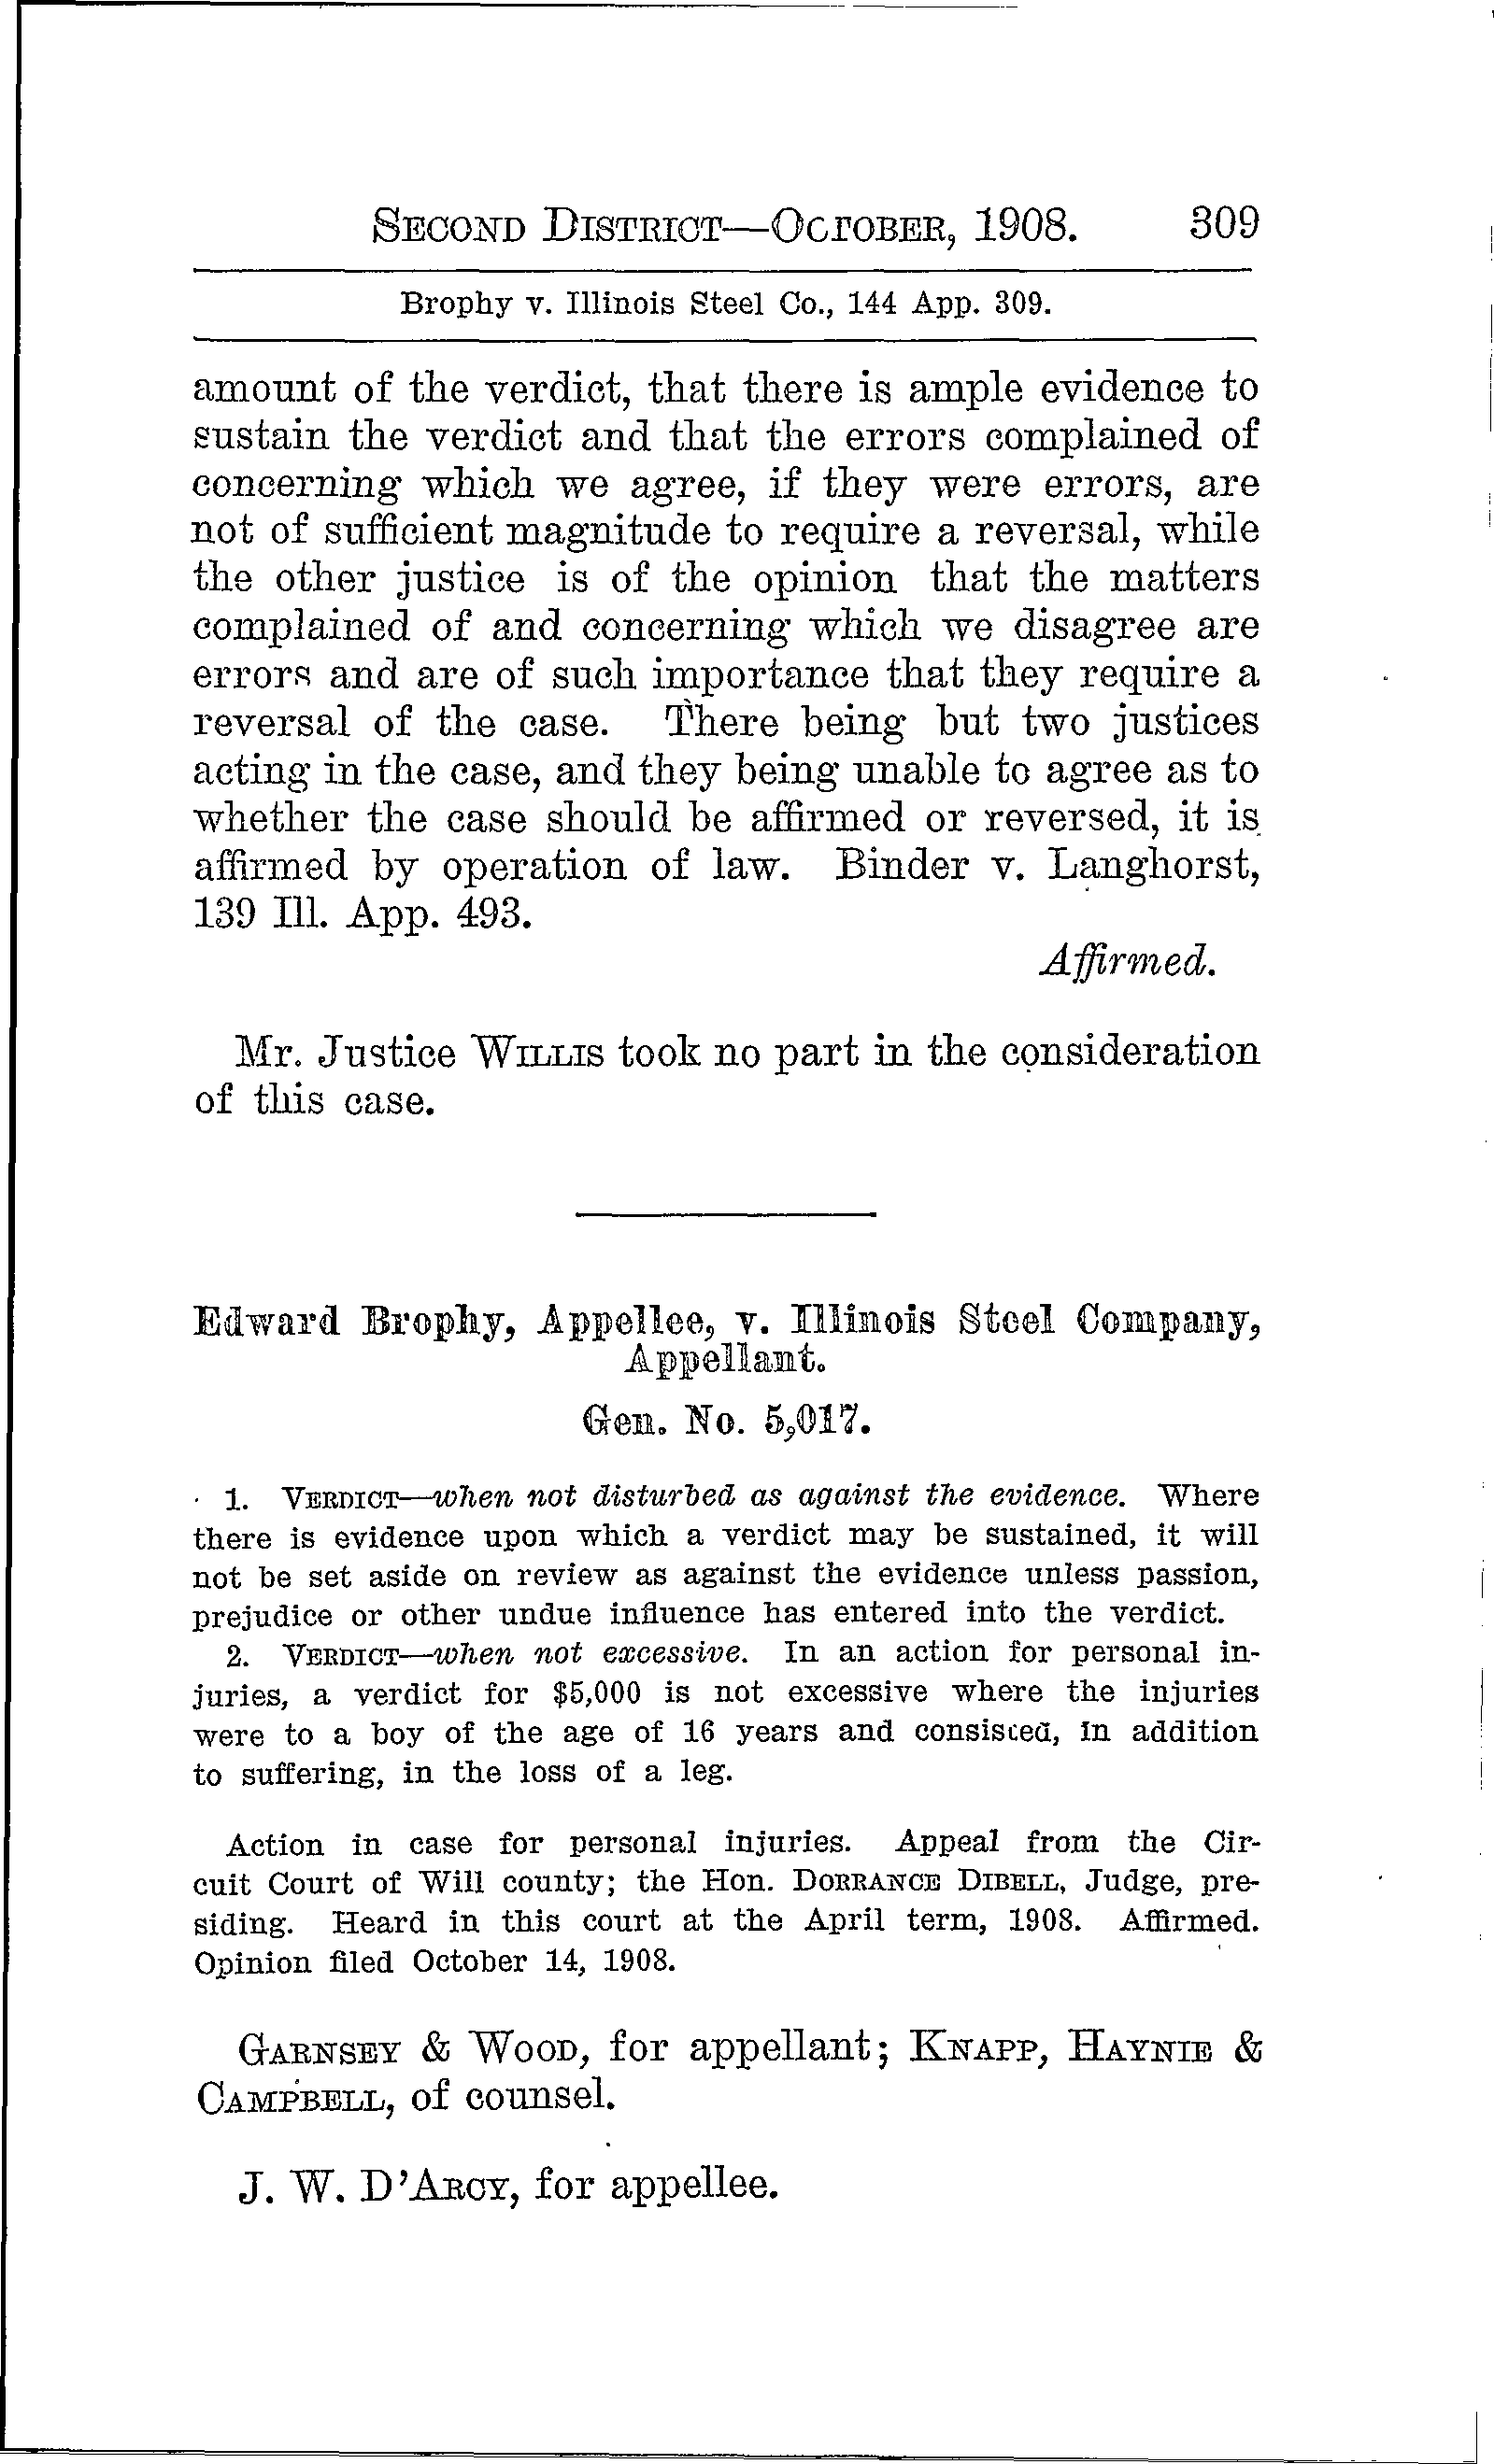 SECOND DISTRICT—OCTOBER, 1908. 309
Brophy v. Illinois Steel Co., 144 App. 309.
amount of the verdict, that there is ample evidence to
sustain the verdict and that the errors complained of
concerning which we agree, if they were errors, are
not of sufficient magnitude to require a reversal, while
the other justice is of the opinion that the matters
complained of and concerning which we disagree are
errors and are of such importance that they require a
reversal of the case. There being but two justices
acting in the case, and they being unable to agree as to
whether the case should be affirmed or reversed, it is
affirmed by operation of law. Binder v. Langhorst,
139 Ill. App. 493.
Affirmed.
Mr. Justice WILLIS took no part in the consideration
of this case.
Edward Brophy, Appellee, v. Illinois Steel Company,
Appellant.
Gen. No. 5,017.
1. VERDICT—when not disturbed as against the evidence. Where
there is evidence upon which a verdict may be sustained, it will
not be set aside on review as against the evidence unless passion,
prejudice or other undue influence has entered into the verdict.
2. VERDICT—when not excessive. In an action for personal in-
juries, a verdict for $5,000 is not excessive where the injuries
were to a boy of the age of 16 years and consisted, in addition
to suffering, in the loss of a leg.
Action in case for personal injuries. Appeal from the Cir-
cuit Court of Will county; the Hon. DORRANCE DIBELL, Judge, pre-
siding. Heard in this court at the April term, 1908. Affirmed.
Opinion filed October 14, 1908.
GARNSEY & WOOD, for appellant; KNAPP, HAYNIE &
CAMPBELL, of counsel.
J. W. D'ARCY, for appellee.